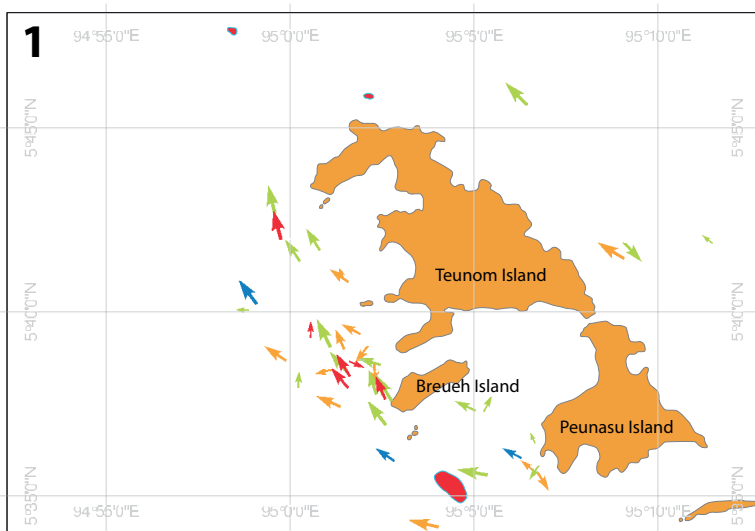 1
94°55'0"E
95°0'0"E
95°5'0"E
95°10'0"E
5°45'0"N
5°45'0"N
Teunom Island
5°40'0"N
5°40'0"N
Breueh Island
Peunasu Island
5°35'0"N
5°35'0"N
94°55'0"E
95°0'0"E
95°5'0"E
95°10'0"E